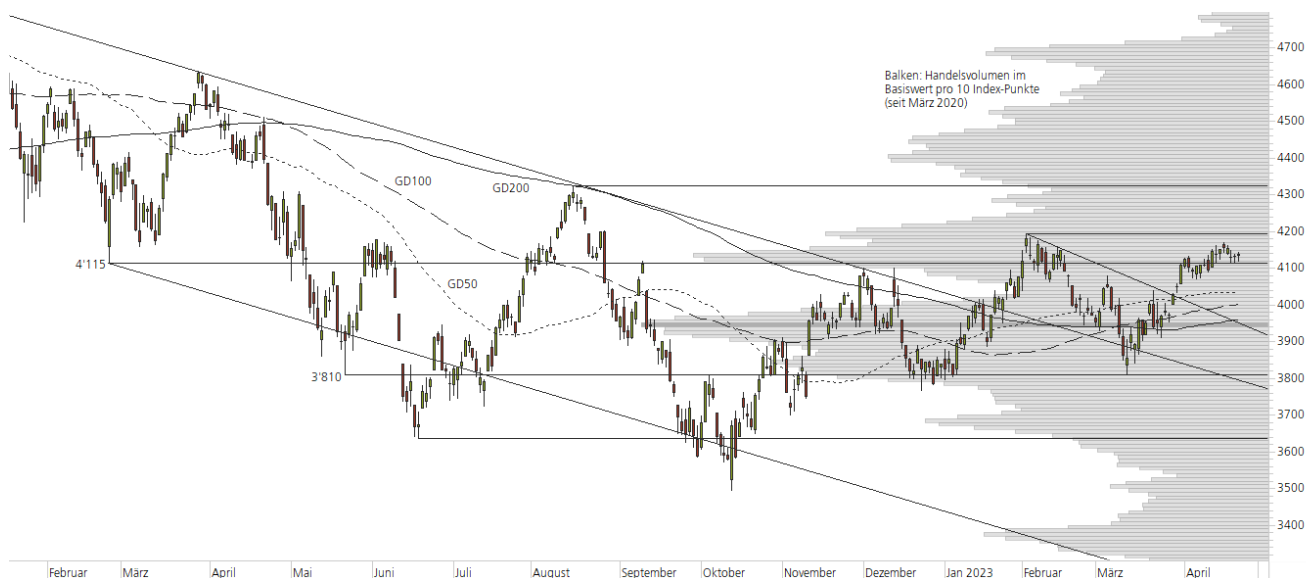 Balken: Handelsvolumen im
Basiswert pro 10 Index-Punkte
(seit März 2020)
GD100
GD200
GD50
4'115
3'810
4700
4600
4500
4400
4300
4200
4100
4000
3900
3800
3700
3600
3500
3400
Februar März April Mai Juni Juli August September Oktober November Dezember Jan 2023 Februar März April